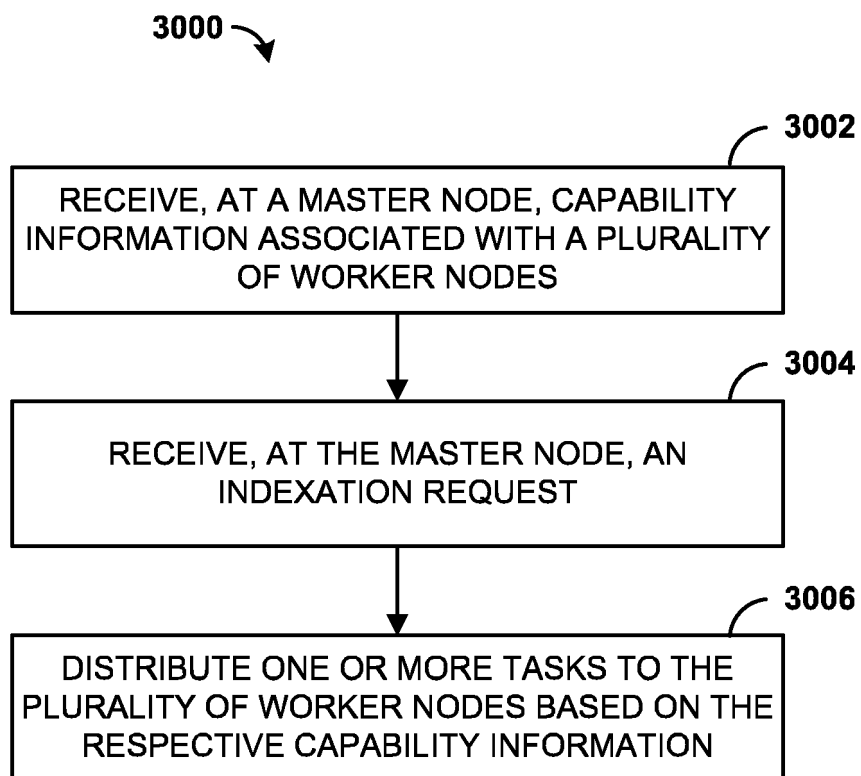 3000
3002
RECEIVE, AT A MASTER NODE, CAPABILITY
INFORMATION ASSOCIATED WITH A PLURALITY
OF WORKER NODES
3004
RECEIVE, AT THE MASTER NODE, AN
INDEXATION REQUEST
3006
DISTRIBUTE ONE OR MORE TASKS TO THE
PLURALITY OF WORKER NODES BASED ON THE
RESPECTIVE CAPABILITY INFORMATION